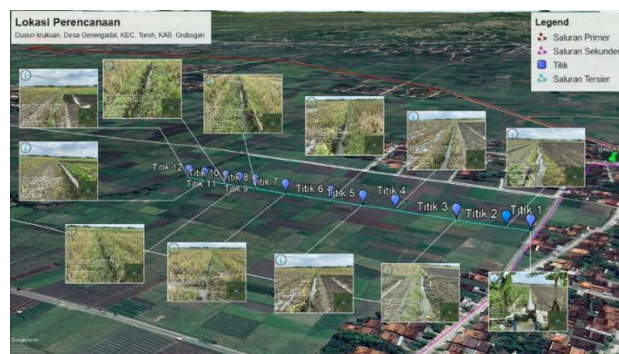 Lokasi Perencanaan
Dusun krukuan, Desa Genengadal, KEC. Toroh, KAB. Grobogan
Legend
Saluran Primer
Saluran Sekunder
Titik
Saluran Tersier
Titik 12
Titik 11
Titik 10
Titik 9
Titik 8
Titik 7
Titik 6
Titik 5
Titik 4
Titik 3
Titik 2
Titik 1
Google Earth